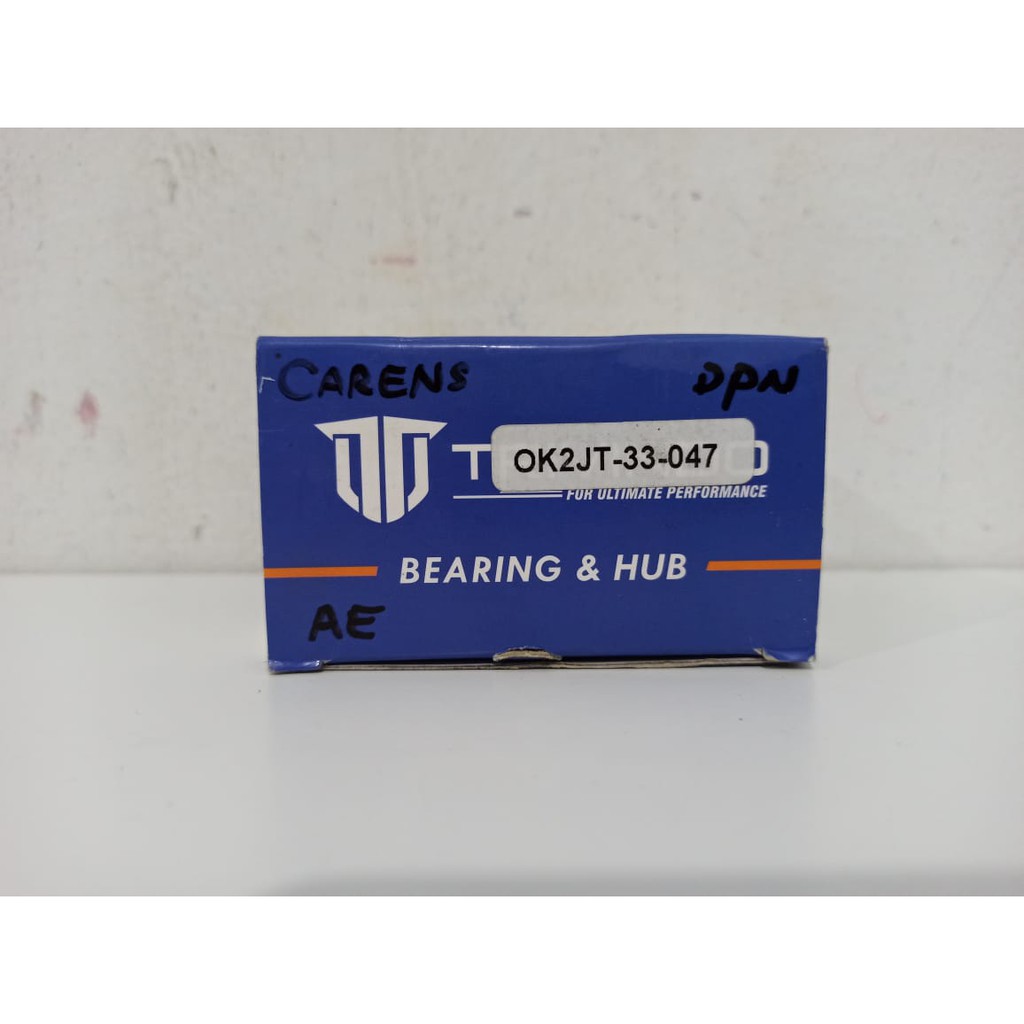 CARENS DPN
OK2JT-33-047
FOR ULTIMATE PERFORMANCE
BEARING & HUB
AE